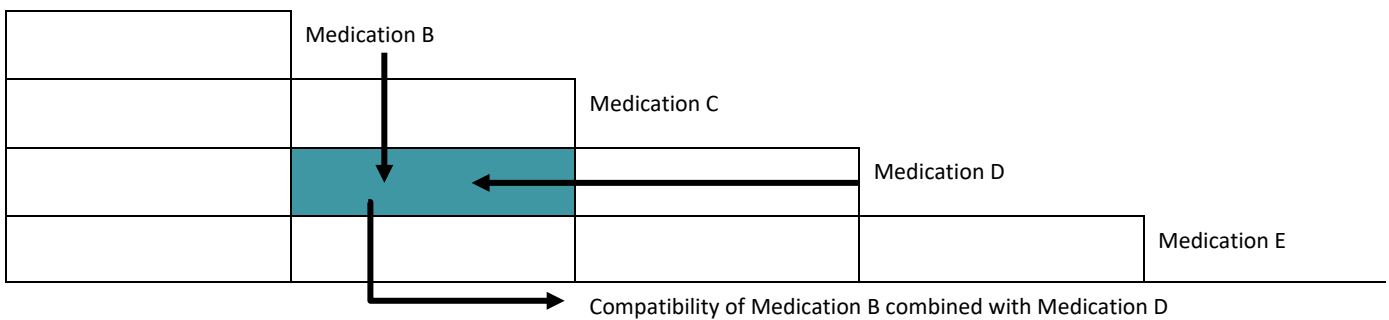 Medication B
Medication C
Medication D
Medication E
Compatibility of Medication B combined with Medication D